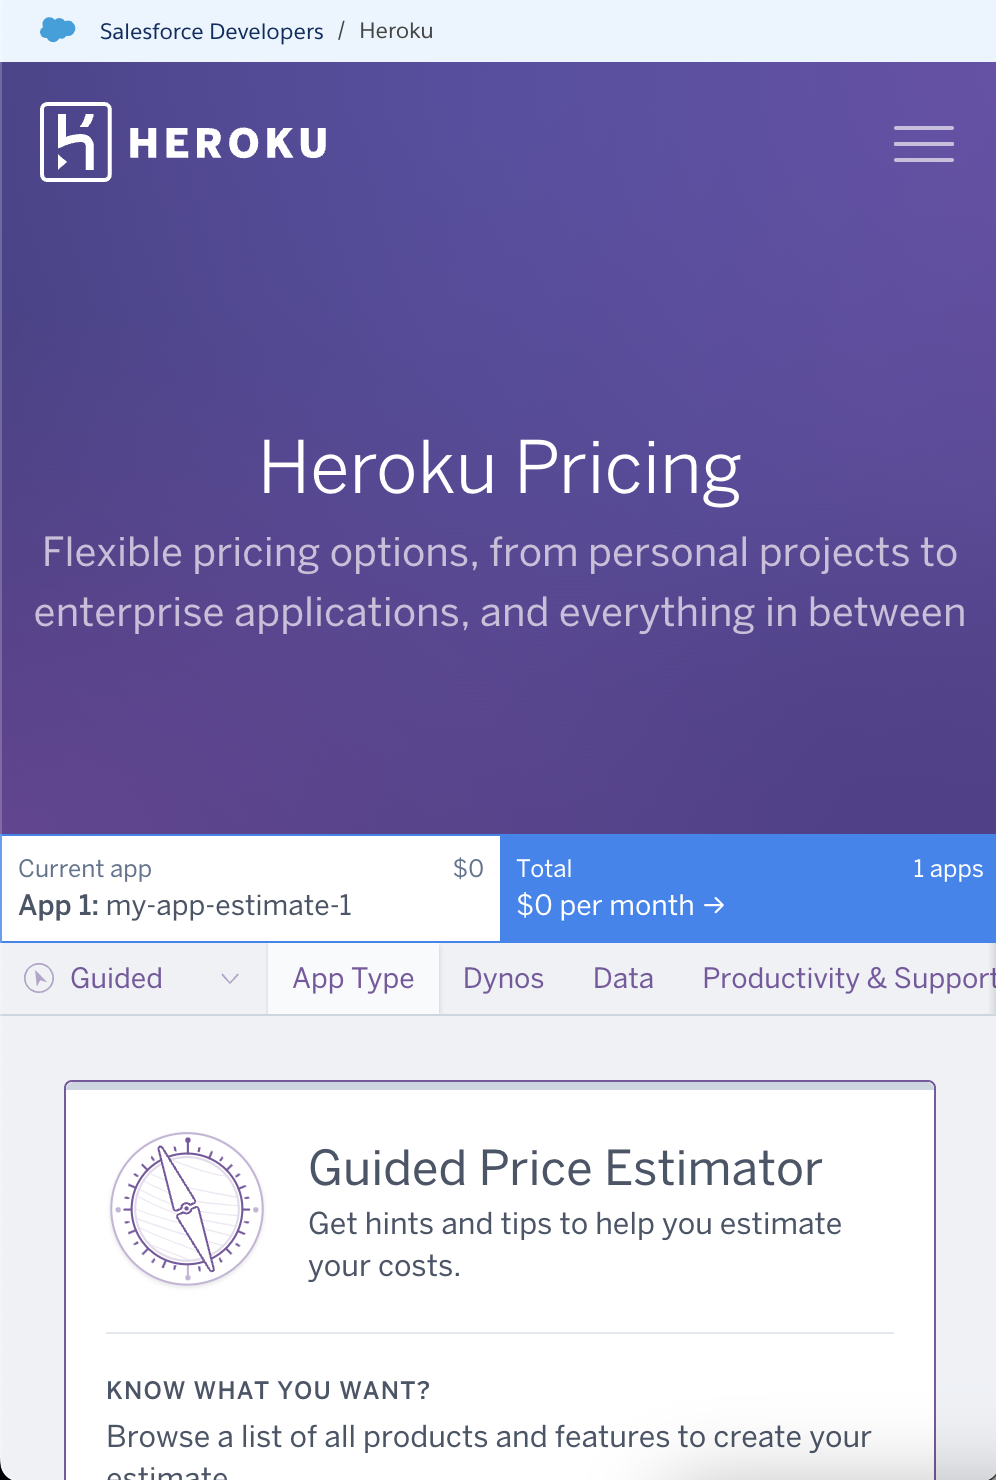 Salesforce Developers / Heroku
HEROKU
Heroku Pricing
Flexible pricing options, from personal projects to
enterprise applications, and everything in between
Current app $0
App 1: my-app-estimate-1
Total 1 apps
$0 per month →
Guided App Type Dynos Data Productivity & Support
Guided Price Estimator
Get hints and tips to help you estimate
your costs.
KNOW WHAT YOU WANT?
Browse a list of all products and features to create your
estimate.